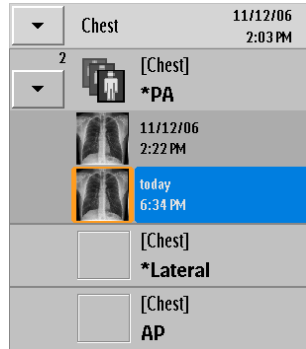 Chest
11/12/06
2:03 PM
2
[Chest]
*PA
11/12/06
2:22 PM
today
6:34 PM
[Chest]
*Lateral
[Chest]
AP